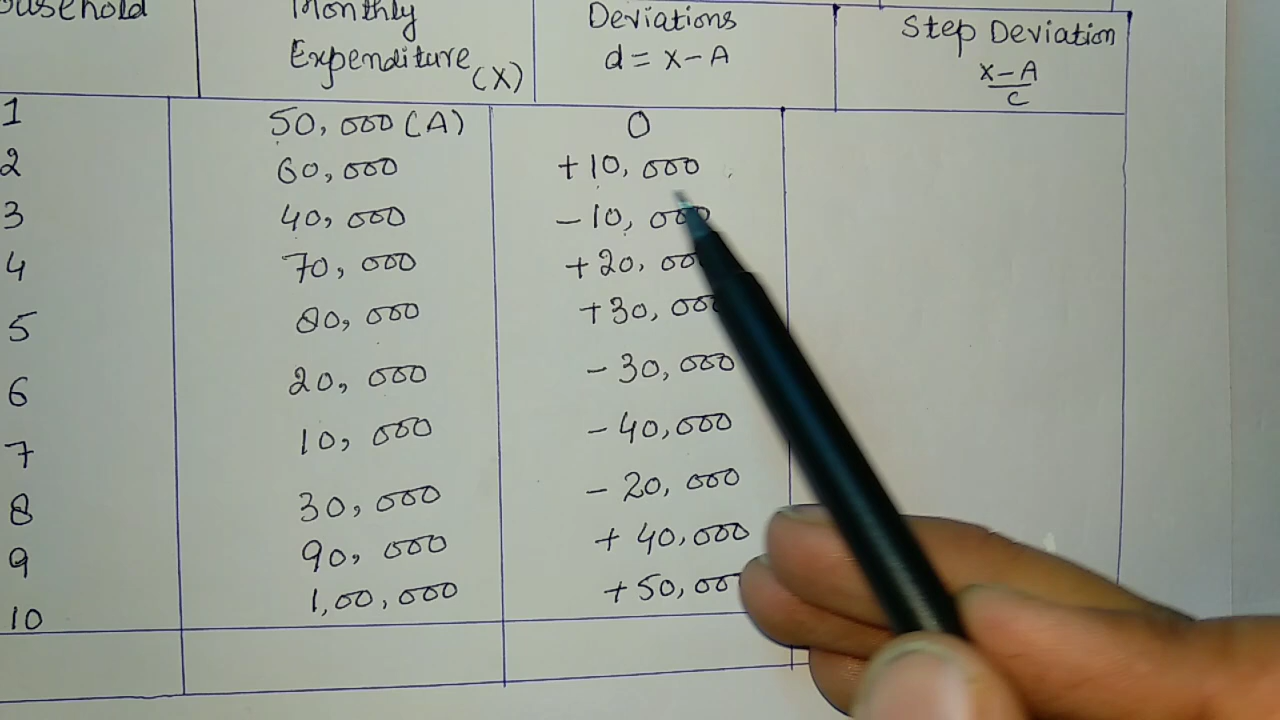 Household Monthly Expenditure (X) Deviations d = X - A Step Deviation X - A / C
1 50,000 (A) 0
2 60,000 +10,000
3 40,000 -10,000
4 70,000 +20,000
5 80,000 +30,000
6 20,000 -30,000
7 10,000 -40,000
8 30,000 -20,000
9 90,000 +40,000
10 1,00,000 +50,000